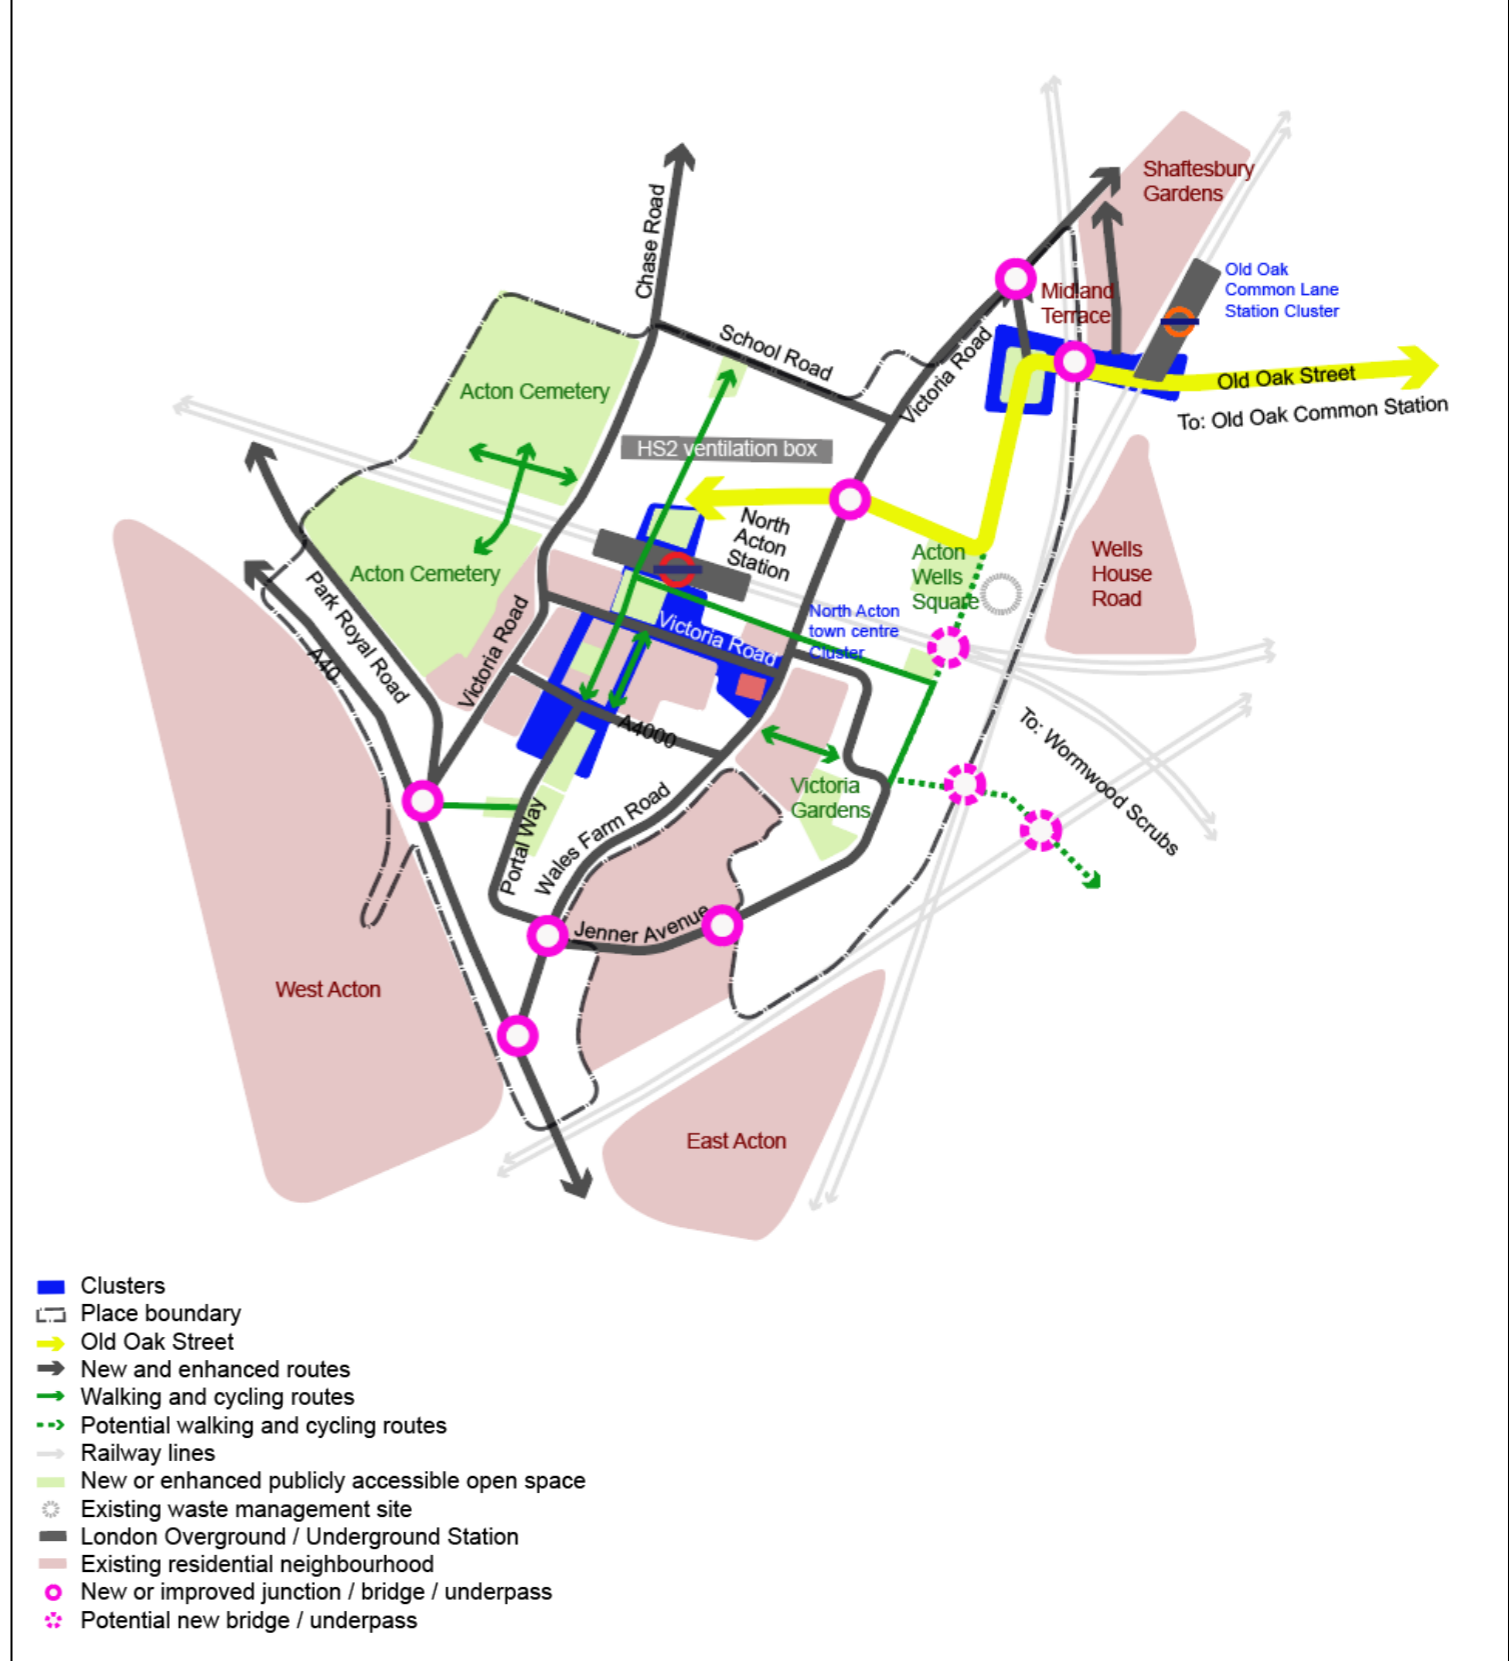 Shaftesbury
Gardens
Chase Road
Old Oak
Common Lane
Station Cluster
Midland
Terrace
School Road
Victoria Road
Old Oak Street
To: Old Oak Common Station
Acton Cemetery
HS2 ventilation box
North
Acton
Station
Acton
Wells
Square
Wells
House
Road
Acton Cemetery
Park Royal Road
A40
Victoria Road
Victoria Road
North Acton
town centre
Cluster
A4000
To: Wormwood Scrubs
Victoria
Gardens
Portal Way
Wales Farm Road
Jenner Avenue
West Acton
East Acton
Clusters
Place boundary
Old Oak Street
New and enhanced routes
Walking and cycling routes
Potential walking and cycling routes
Railway lines
New or enhanced publicly accessible open space
Existing waste management site
London Overground / Underground Station
Existing residential neighbourhood
New or improved junction / bridge / underpass
Potential new bridge / underpass